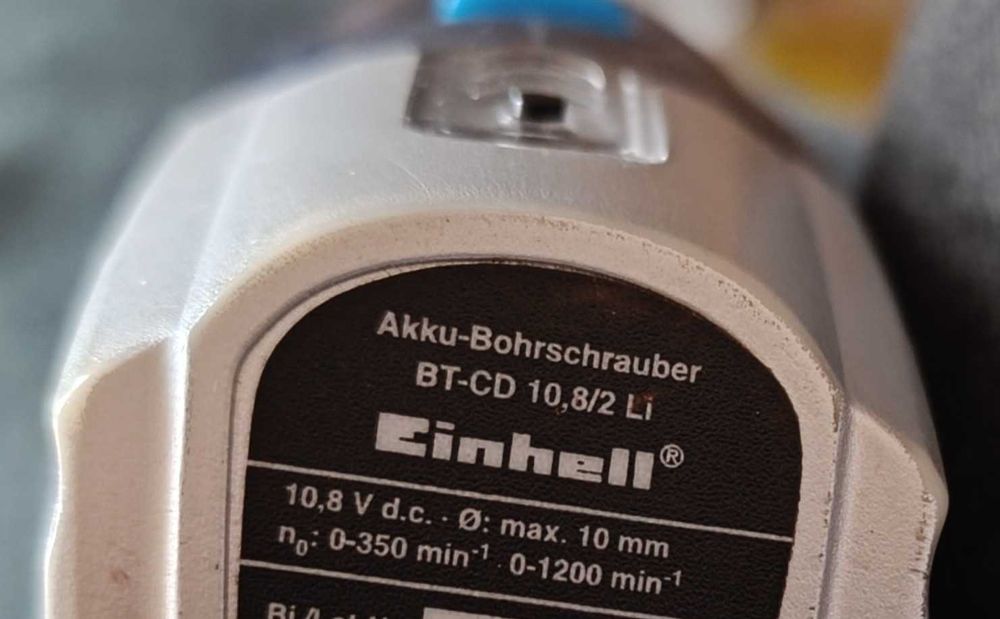 Akku-Bohrschrauber
BT-CD 10,8/2 Li
Einhell®
10,8 V d.c. · Ø: max. 10 mm
n₀: 0-350 min⁻¹ 0-1200 min⁻¹